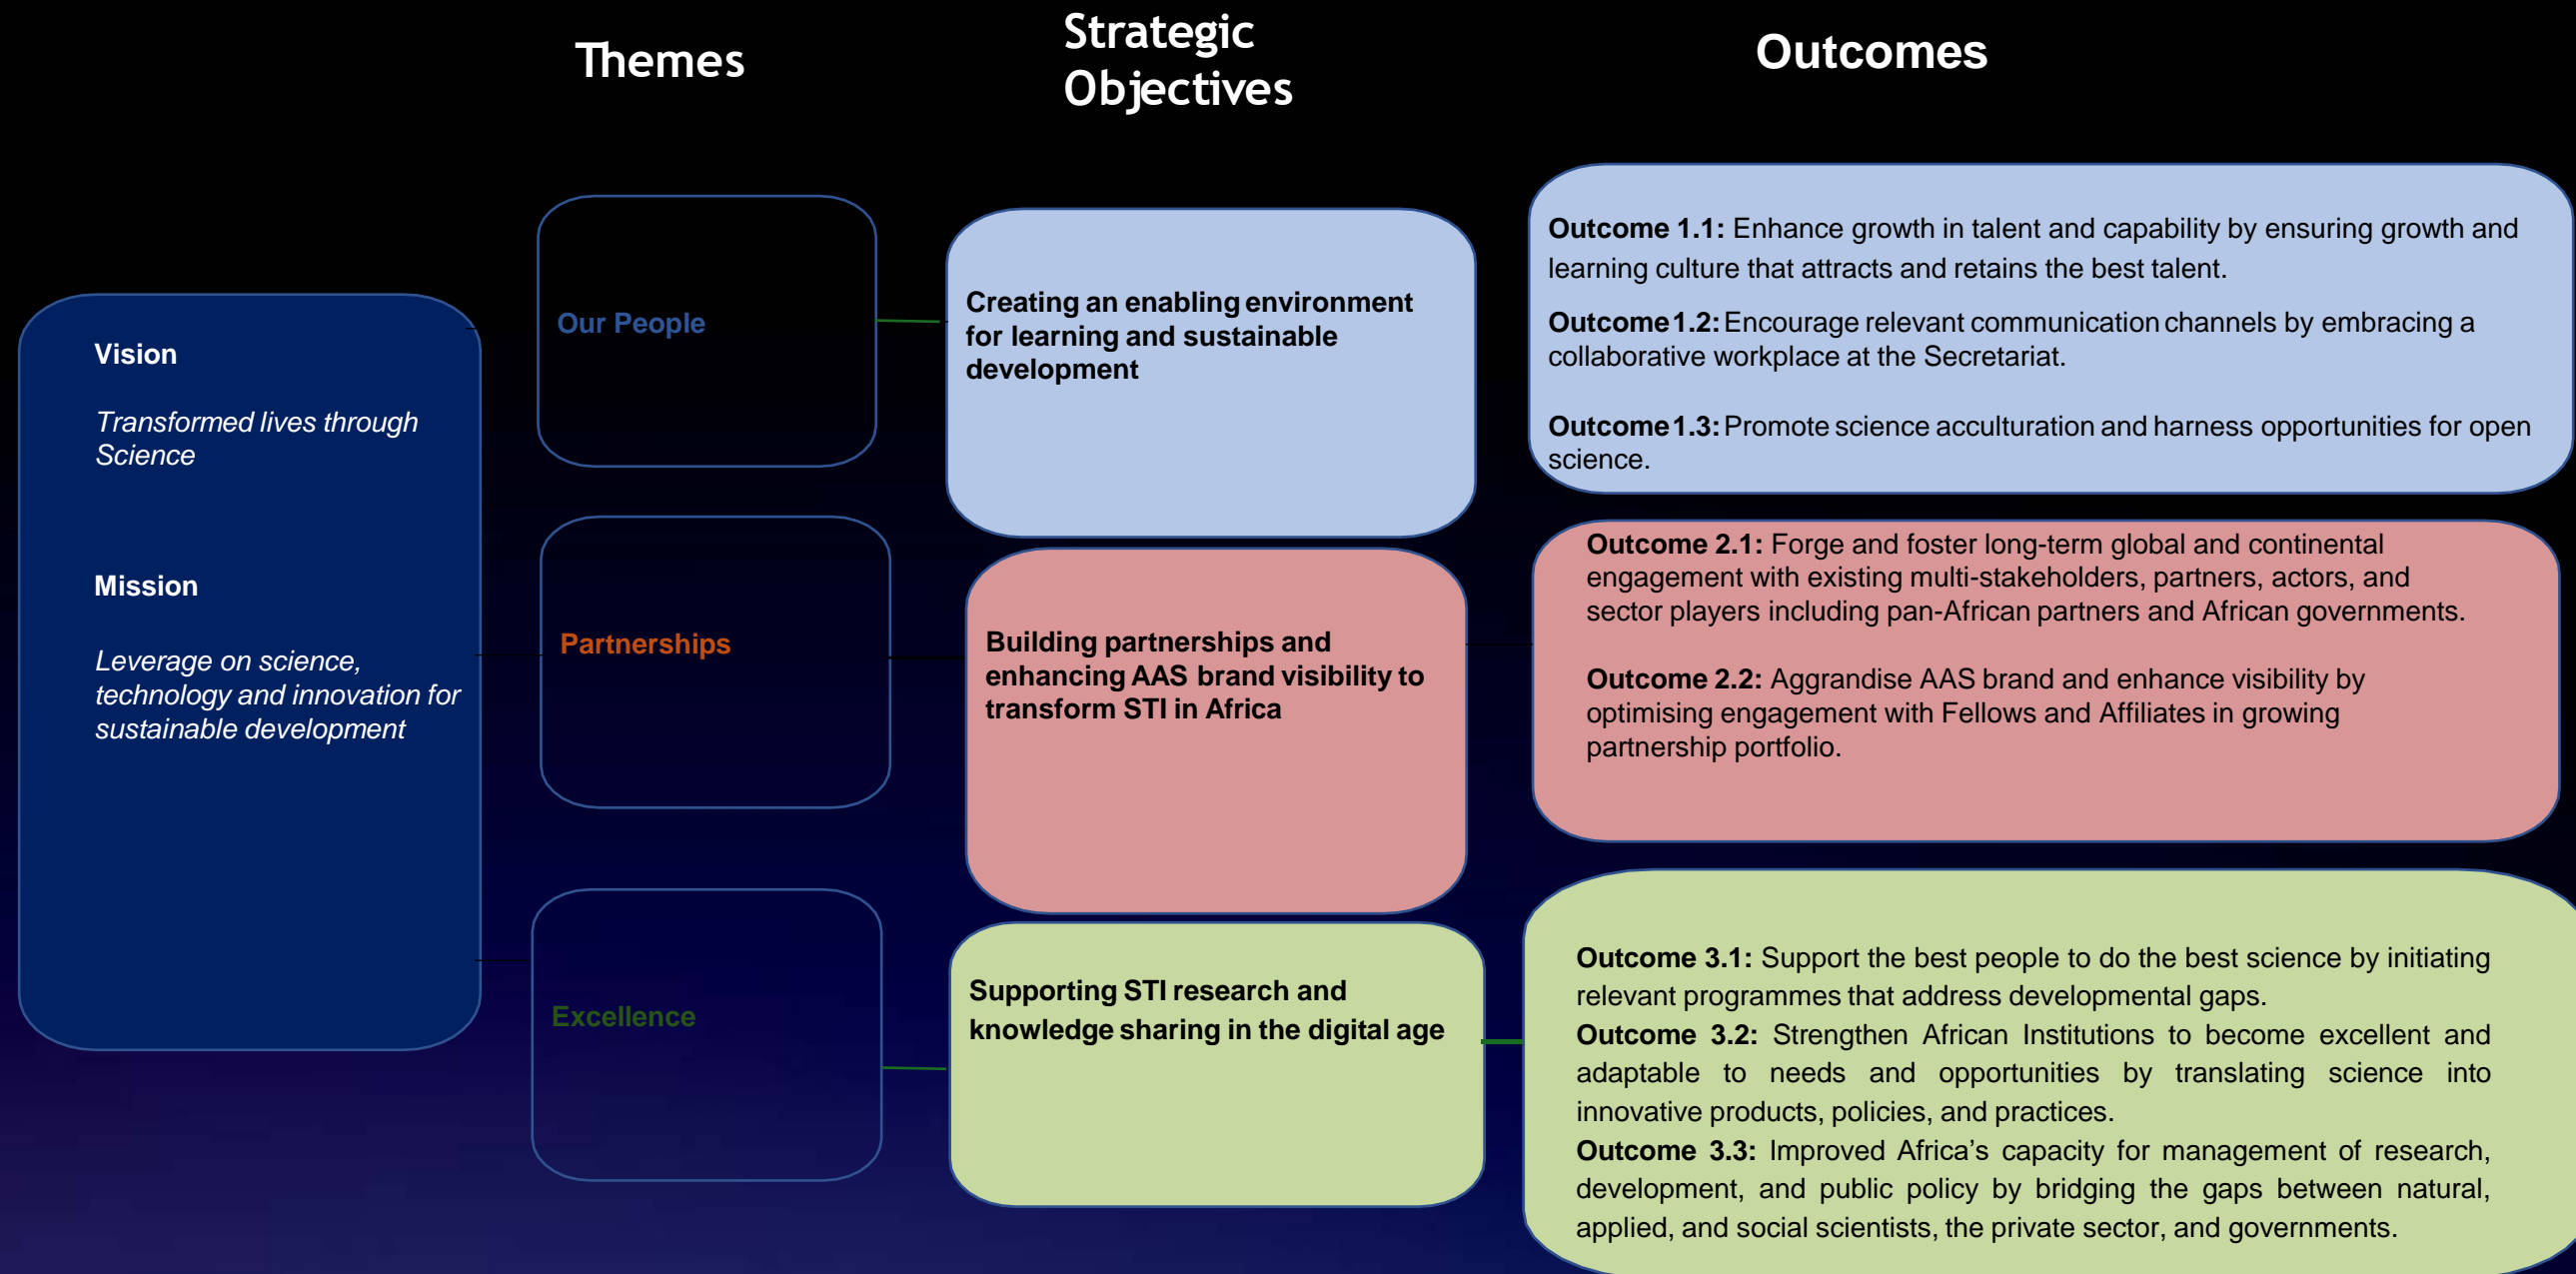 Themes
Strategic
Objectives
Outcomes
Vision
Transformed lives through
Science
Mission
Leverage on science,
technology and innovation for
sustainable development
Our People
Creating an enabling environment
for learning and sustainable
development
Outcome 1.1: Enhance growth in talent and capability by ensuring growth and
learning culture that attracts and retains the best talent.
Outcome 1.2: Encourage relevant communication channels by embracing a
collaborative workplace at the Secretariat.
Outcome 1.3: Promote science acculturation and harness opportunities for open
science.
Partnerships
Building partnerships and
enhancing AAS brand visibility to
transform STI in Africa
Outcome 2.1: Forge and foster long-term global and continental
engagement with existing multi-stakeholders, partners, actors, and
sector players including pan-African partners and African governments.
Outcome 2.2: Aggrandise AAS brand and enhance visibility by
optimising engagement with Fellows and Affiliates in growing
partnership portfolio.
Excellence
Supporting STI research and
knowledge sharing in the digital age
Outcome 3.1: Support the best people to do the best science by initiating
relevant programmes that address developmental gaps.
Outcome 3.2: Strengthen African Institutions to become excellent and
adaptable to needs and opportunities by translating science into
innovative products, policies, and practices.
Outcome 3.3: Improved Africa’s capacity for management of research,
development, and public policy by bridging the gaps between natural,
applied, and social scientists, the private sector, and governments.